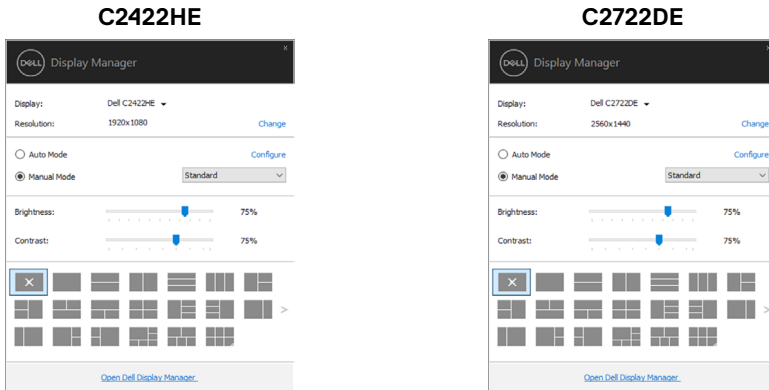 C2422HE
DELL Display Manager
Display: Dell C2422HE
Resolution: 1920x1080 Change
Auto Mode Configure
Manual Mode Standard
Brightness: 75%
Contrast: 75%
Open Dell Display Manager
C2722DE
DELL Display Manager
Display: Dell C2722DE
Resolution: 2560x1440 Change
Auto Mode Configure
Manual Mode Standard
Brightness: 75%
Contrast: 75%
Open Dell Display Manager